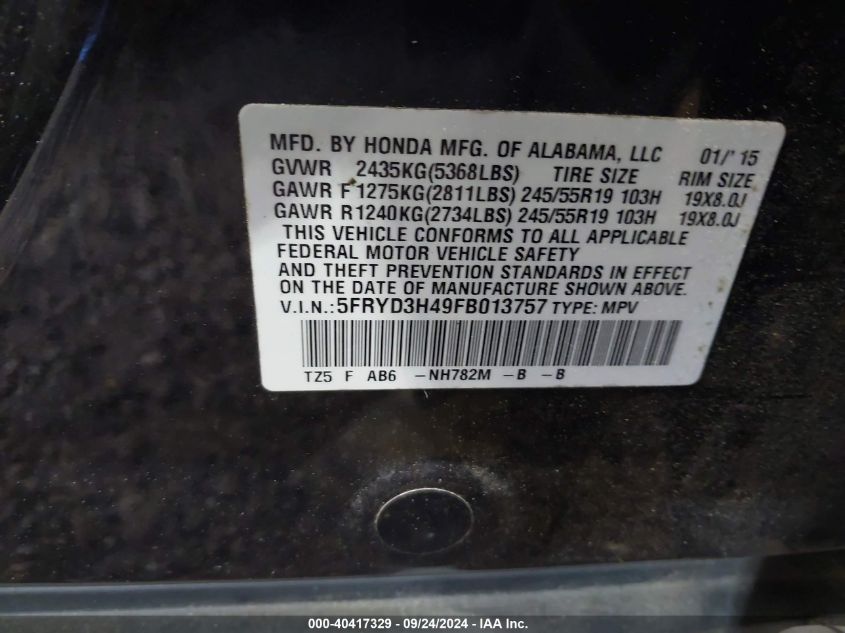 MFD. BY HONDA MFG. OF ALABAMA, LLC 01/'15
GVWR 2435KG(5368LBS) TIRE SIZE RIM SIZE
GAWR F 1275KG(2811LBS) 245/55R19 103H 19X8.0J
GAWR R1240KG(2734LBS) 245/55R19 103H 19X8.0J
THIS VEHICLE CONFORMS TO ALL APPLICABLE
FEDERAL MOTOR VEHICLE SAFETY
AND THEFT PREVENTION STANDARDS IN EFFECT
ON THE DATE OF MANUFACTURE SHOWN ABOVE.
V.I.N.:5FRYD3H49FB013757 TYPE: MPV
TZ5 F AB6 -NH782M -B -B
000-40417329 - 09/24/2024 - IAA Inc.